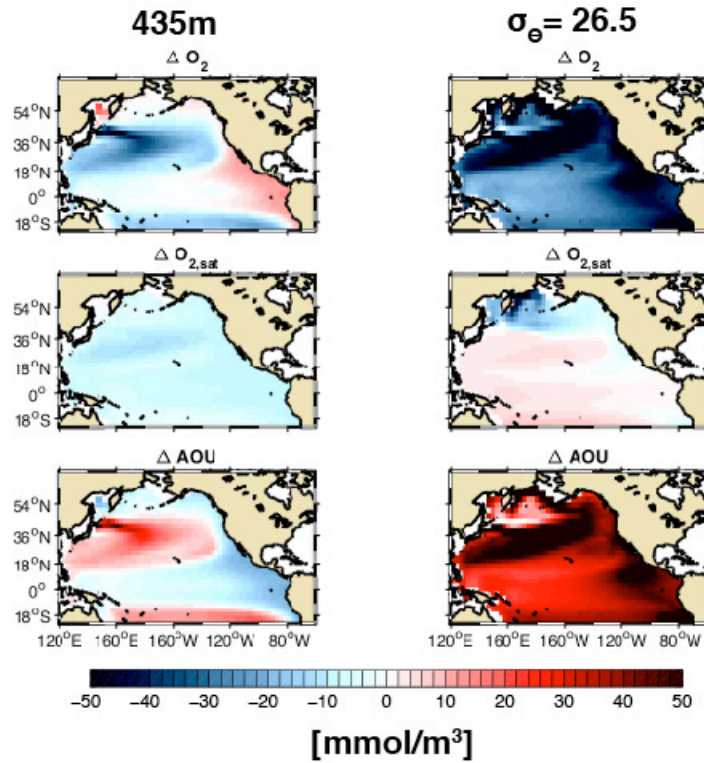 435m σΘ= 26.5
△ O2 △ O2
54°N
36°N
18°N
0°
18°S
△ O2,sat △ O2,sat
54°N
36°N
18°N
0°
18°S
△ AOU △ AOU
54°N
36°N
18°N
0°
18°S
120°E 160°E 160°W 120°W 80°W 120°E 160°E 160°W 120°W 80°W
−50 −40 −30 −20 −10 0 10 20 30 40 50
[mmol/m³]